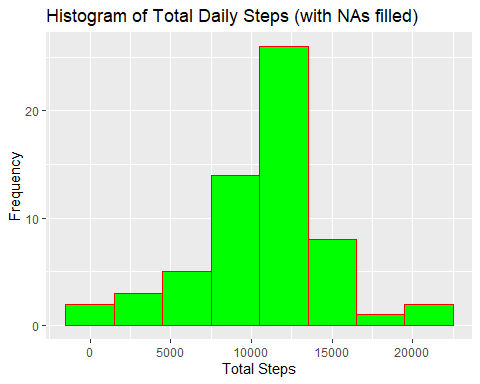 Histogram of Total Daily Steps (with NAs filled)
Frequency
20
10
0
0 5000 10000 15000 20000
Total Steps